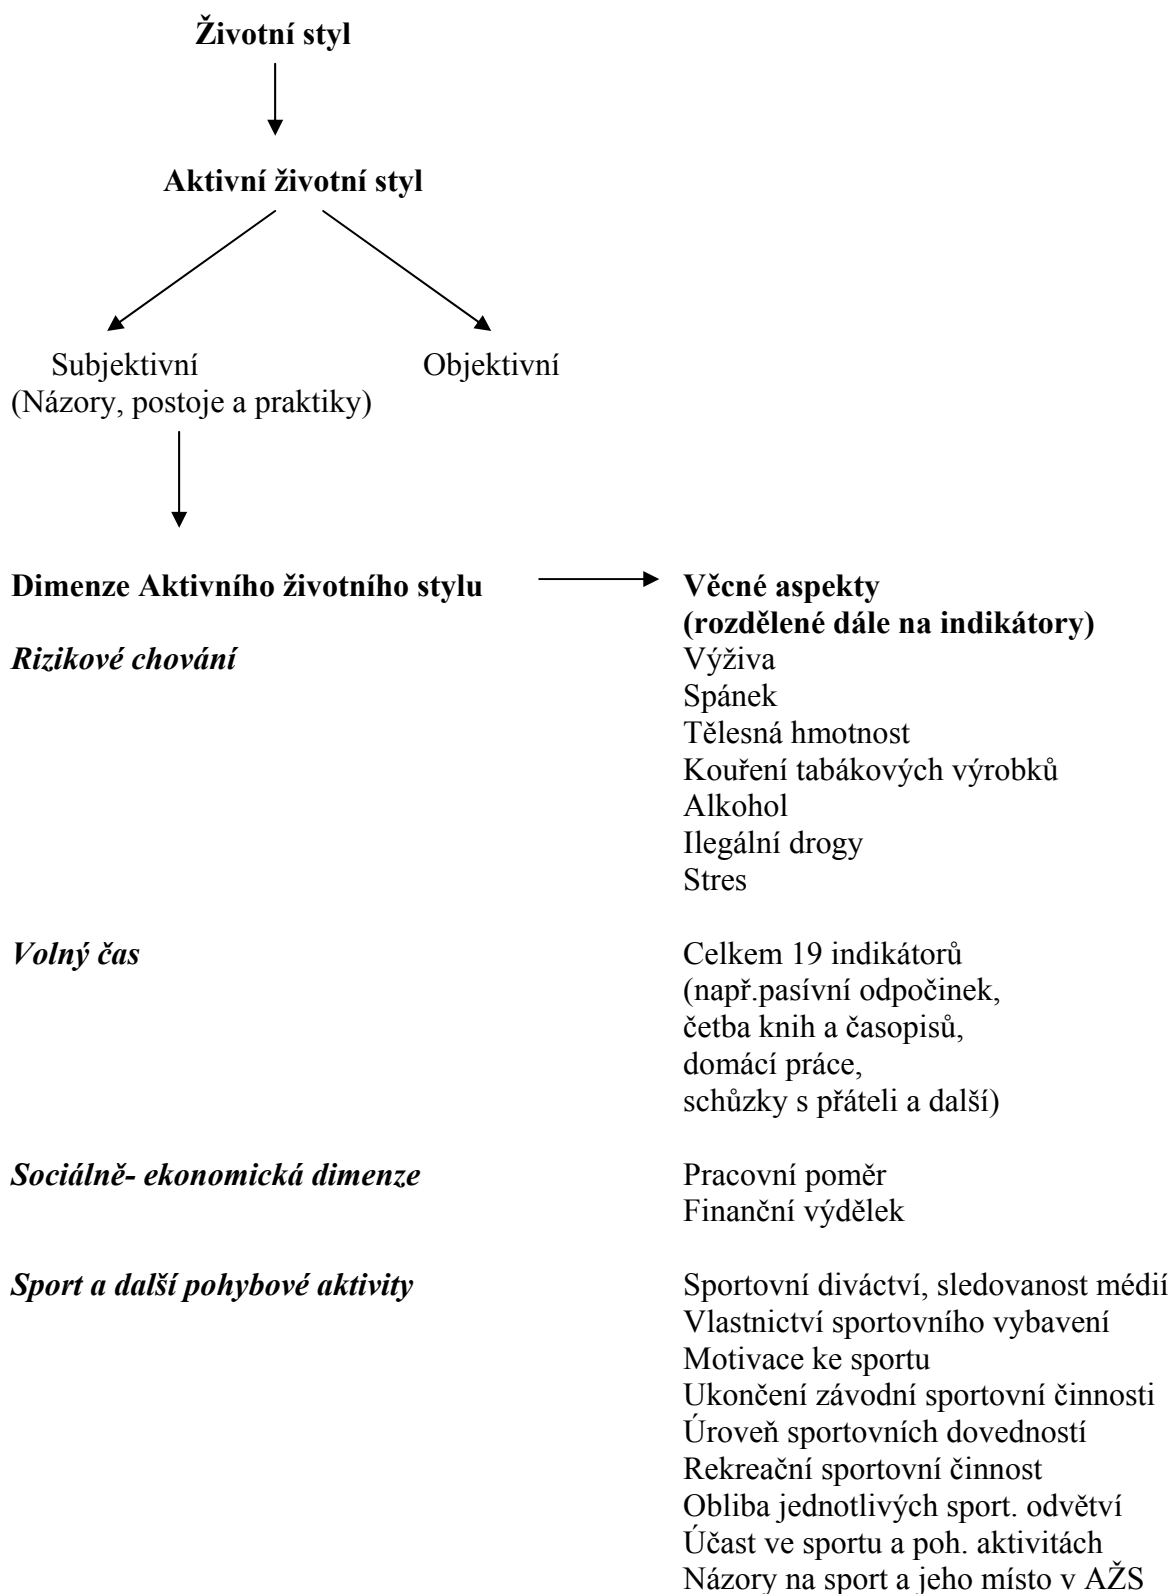 Životní styl
Aktivní životní styl
Subjektivní Objektivní
(Názory, postoje a praktiky)
Dimenze Aktivního životního stylu Věcné aspekty
(rozdělené dále na indikátory)
Rizikové chování Výživa
Spánek
Tělesná hmotnost
Kouření tabákových výrobků
Alkohol
Ilegální drogy
Stres
Volný čas Celkem 19 indikátorů
(např.pasívní odpočinek,
četba knih a časopisů,
domácí práce,
schůzky s přáteli a další)
Sociálně- ekonomická dimenze Pracovní poměr
Finanční výdělek
Sport a další pohybové aktivity Sportovní diváctví, sledovanost médií
Vlastnictví sportovního vybavení
Motivace ke sportu
Ukončení závodní sportovní činnosti
Úroveň sportovních dovedností
Rekreační sportovní činnost
Obliba jednotlivých sport. odvětví
Účast ve sportu a poh. aktivitách
Názory na sport a jeho místo v AŽS